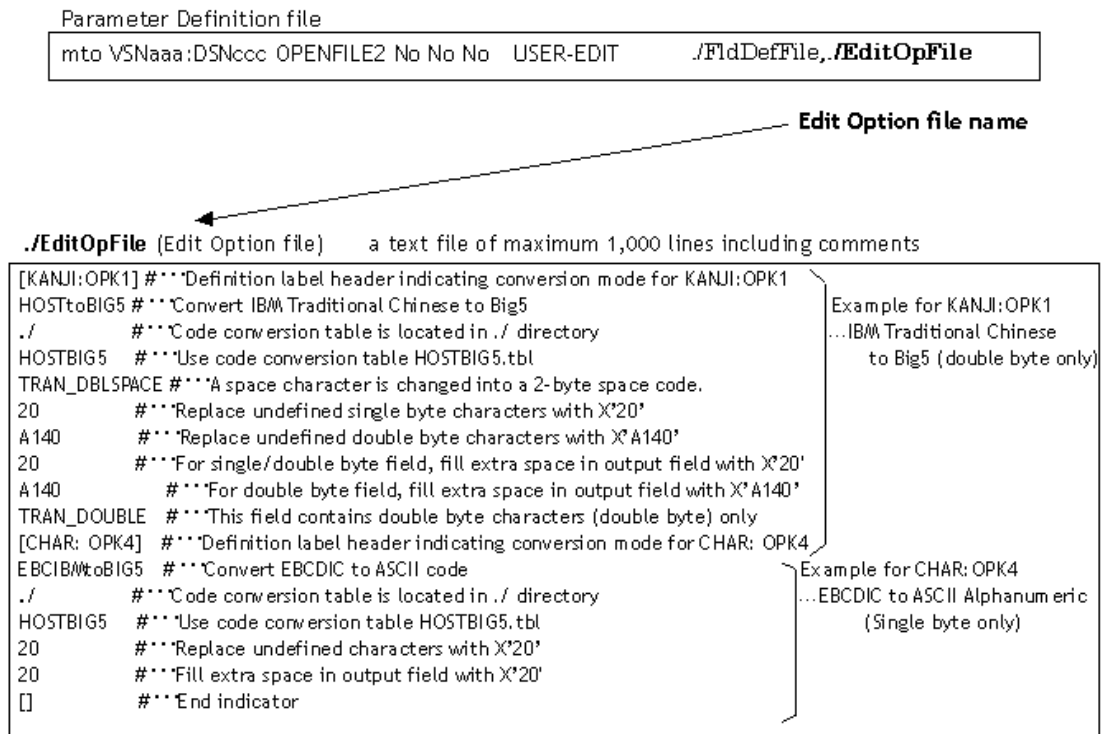 Parameter Definition file
mto VSNaaa:DSNccc OPENFILE2 No No No USER-EDIT ./FldDefFile,./EditOpFile
Edit Option file name
./EditOpFile (Edit Option file) a text file of maximum 1,000 lines including comments
[KANJI:OPK1] #···Definition label header indicating conversion mode for KANJI:OPK1
HOSTtoBIG5 #···Convert IBM Traditional Chinese to Big5
./ #···Code conversion table is located in ./ directory
HOSTBIG5 #···Use code conversion table HOSTBIG5.tbl
TRAN_DBLSPACE #···A space character is changed into a 2-byte space code.
20 #···Replace undefined single byte characters with X'20'
A140 #···Replace undefined double byte characters with X'A140'
20 #···For single/double byte field, fill extra space in output field with X'20'
A140 #···For double byte field, fill extra space in output field with X'A140'
TRAN_DOUBLE #···This field contains double byte characters (double byte) only
[CHAR: OPK4] #···Definition label header indicating conversion mode for CHAR: OPK4
Example for KANJI:OPK1
...IBM Traditional Chinese
to Big5 (double byte only)
EBCIBMtoBIG5 #···Convert EBCDIC to ASCII code
./ #···Code conversion table is located in ./ directory
HOSTBIG5 #···Use code conversion table HOSTBIG5.tbl
20 #···Replace undefined characters with X'20'
20 #···Fill extra space in output field with X'20'
[] #···End indicator
Example for CHAR: OPK4
...EBCDIC to ASCII Alphanumeric
(Single byte only)